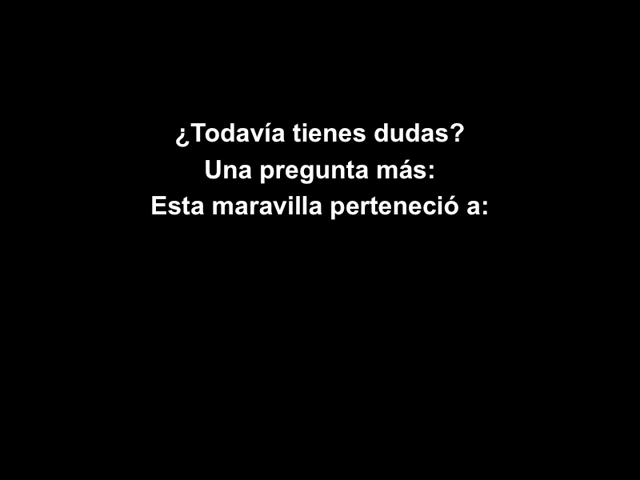 ¿Todavía tienes dudas?
Una pregunta más:
Esta maravilla perteneció a: